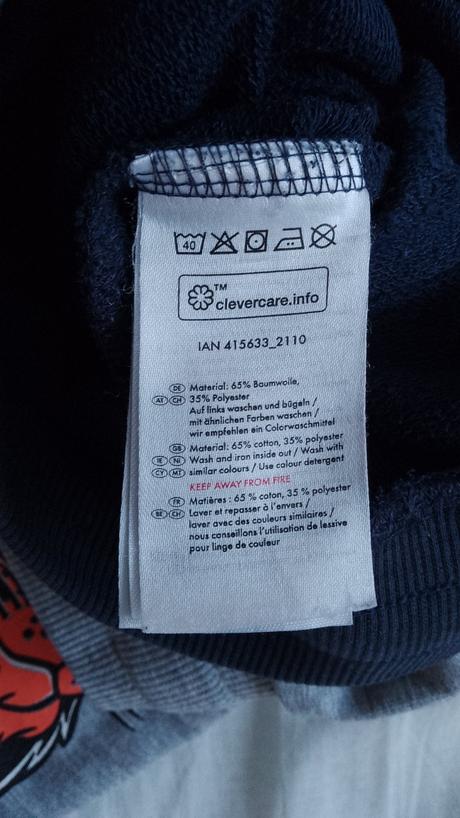 40
clevercare.info TM
IAN 415633_2110
DE Material: 65% Baumwolle,
AT CH 35% Polyester
Auf links waschen und bügeln /
mit ähnlichen Farben waschen /
wir empfehlen ein Colorwaschmittel
GB Material: 65% cotton, 35% polyester
IE NI Wash and iron inside out / Wash with
CY MT similar colours / Use colour detergent
KEEP AWAY FROM FIRE
FR Matières : 65 % coton, 35 % polyester
BE CH Laver et repasser à l'envers /
laver avec des couleurs similaires /
nous conseillons l'utilisation de lessive
pour linge de couleur